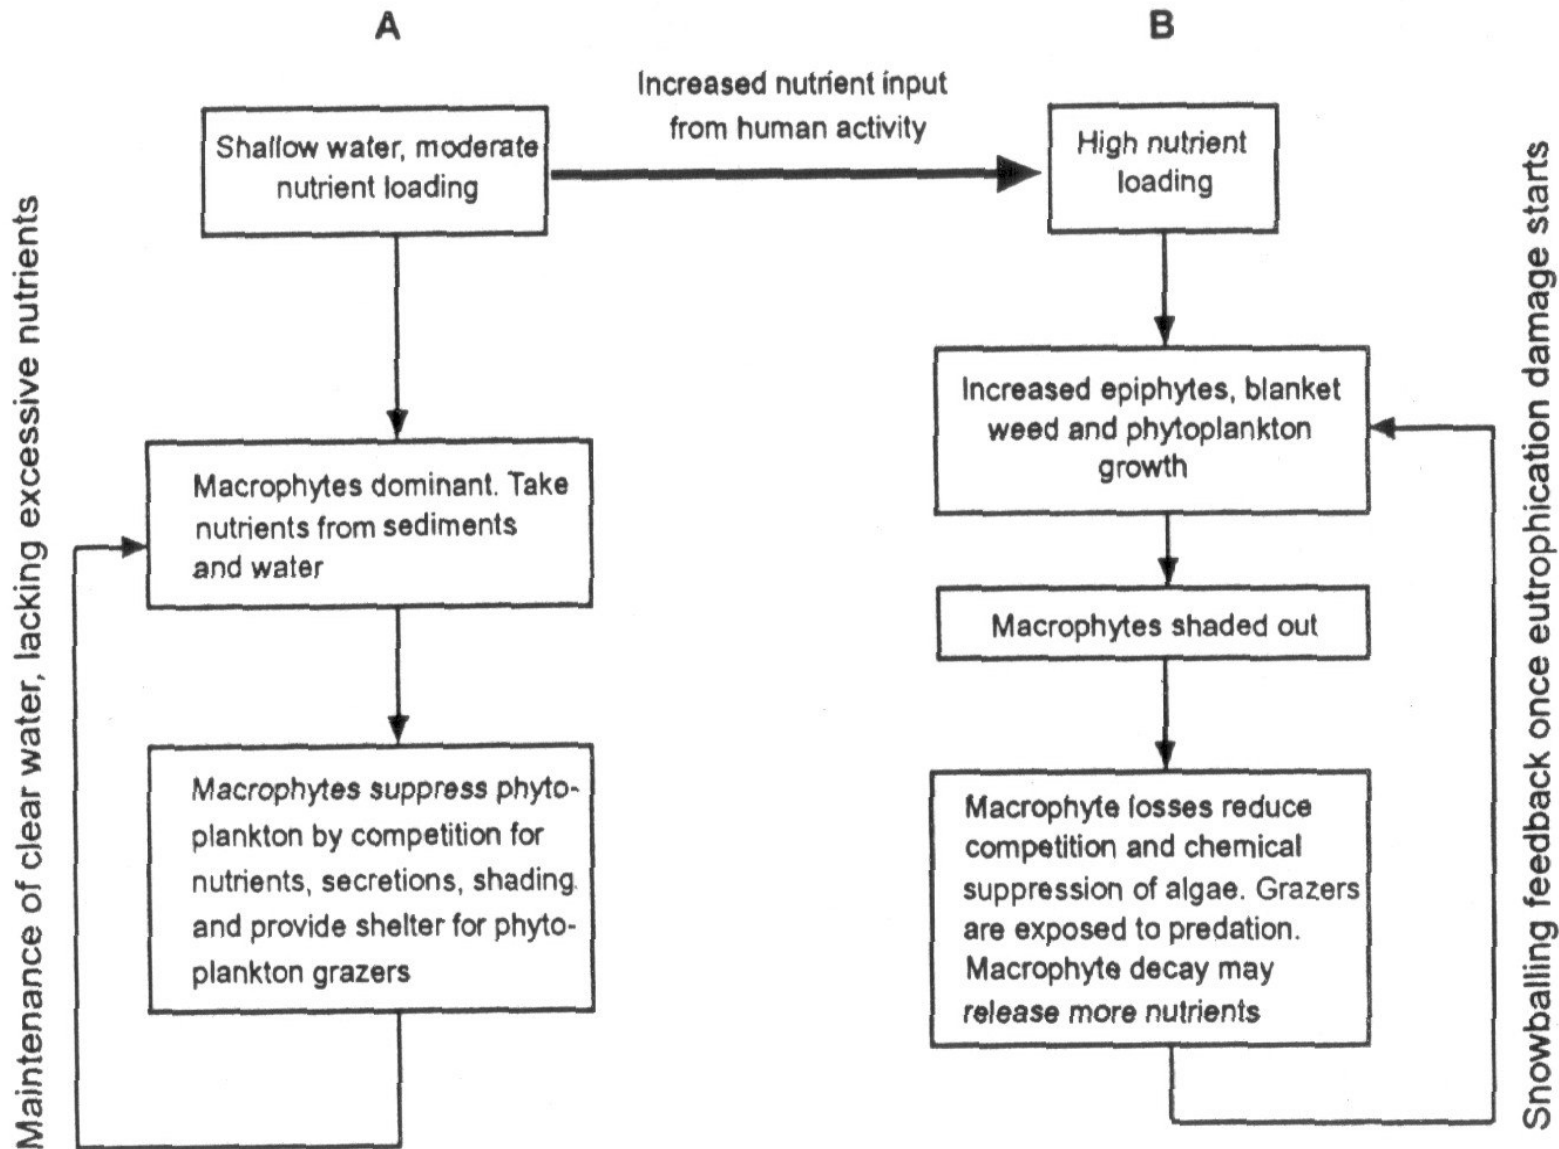 A
B
Increased nutrient input
from human activity
Shallow water, moderate
nutrient loading
High nutrient
loading
Maintenance of clear water, lacking excessive nutrients
Macrophytes dominant. Take
nutrients from sediments
and water
Macrophytes suppress phyto-
plankton by competition for
nutrients, secretions, shading
and provide shelter for phyto-
plankton grazers
Increased epiphytes, blanket
weed and phytoplankton
growth
Macrophytes shaded out
Macrophyte losses reduce
competition and chemical
suppression of algae. Grazers
are exposed to predation.
Macrophyte decay may
release more nutrients
Snowballing feedback once eutrophication damage starts